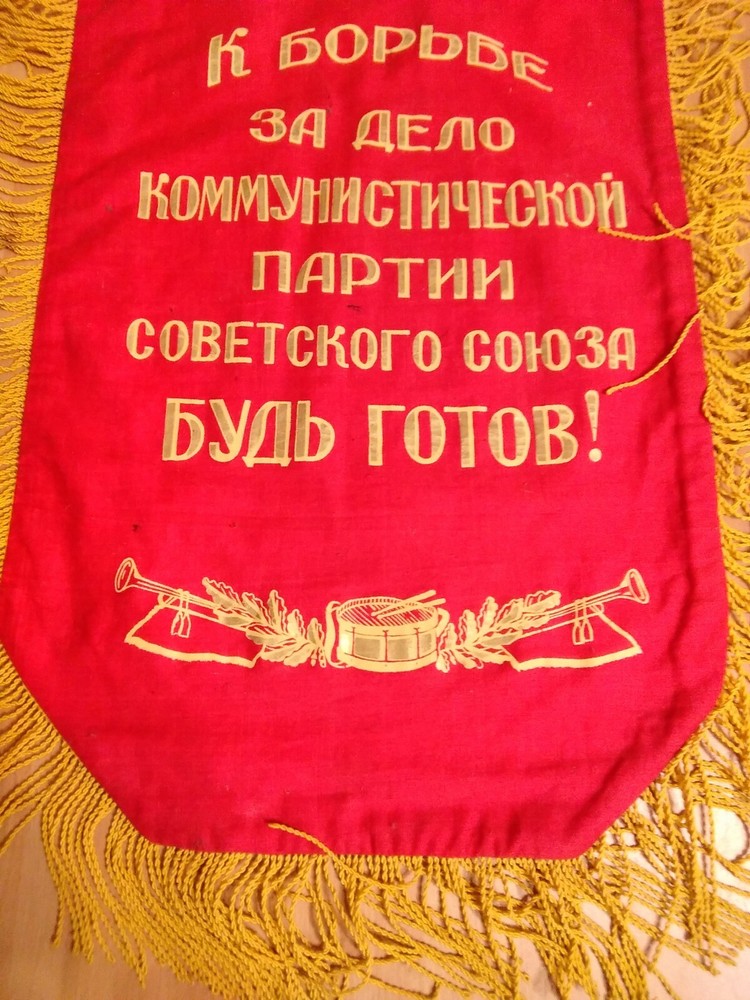 К БОРЬБЕ
ЗА ДЕЛО
КОММУНИСТИЧЕСКОЙ
ПАРТИИ
СОВЕТСКОГО СОЮЗА
БУДЬ ГОТОВ!